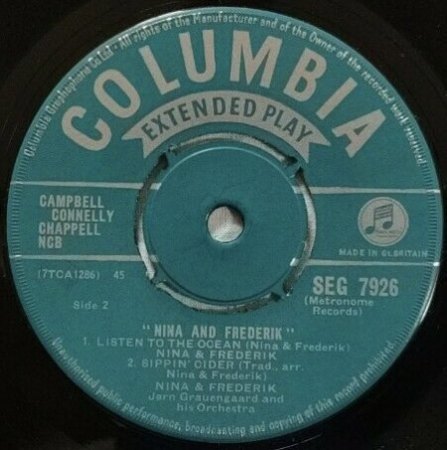 Columbia Graphophone Co Ltd.-All rights of the Manufacturer and of the Owner of the recorded work reserved.
COLUMBIA
EXTENDED PLAY
CAMPBELL
CONNELLY
CHAPPELL
NCB
MADE IN GT. BRITAIN
(7TCA1286) 45
SEG 7926
(Metronome
Records)
Side 2
"NINA AND FREDERIK"
1. LISTEN TO THE OCEAN (Nina & Frederik)
NINA & FREDERIK
2. SIPPIN' CIDER (Trad., arr.
Nina & Frederik)
NINA & FREDERIK
Jørn Grauengaard and
his Orchestra
Unauthorised public performance, broadcasting and copying of this record prohibited